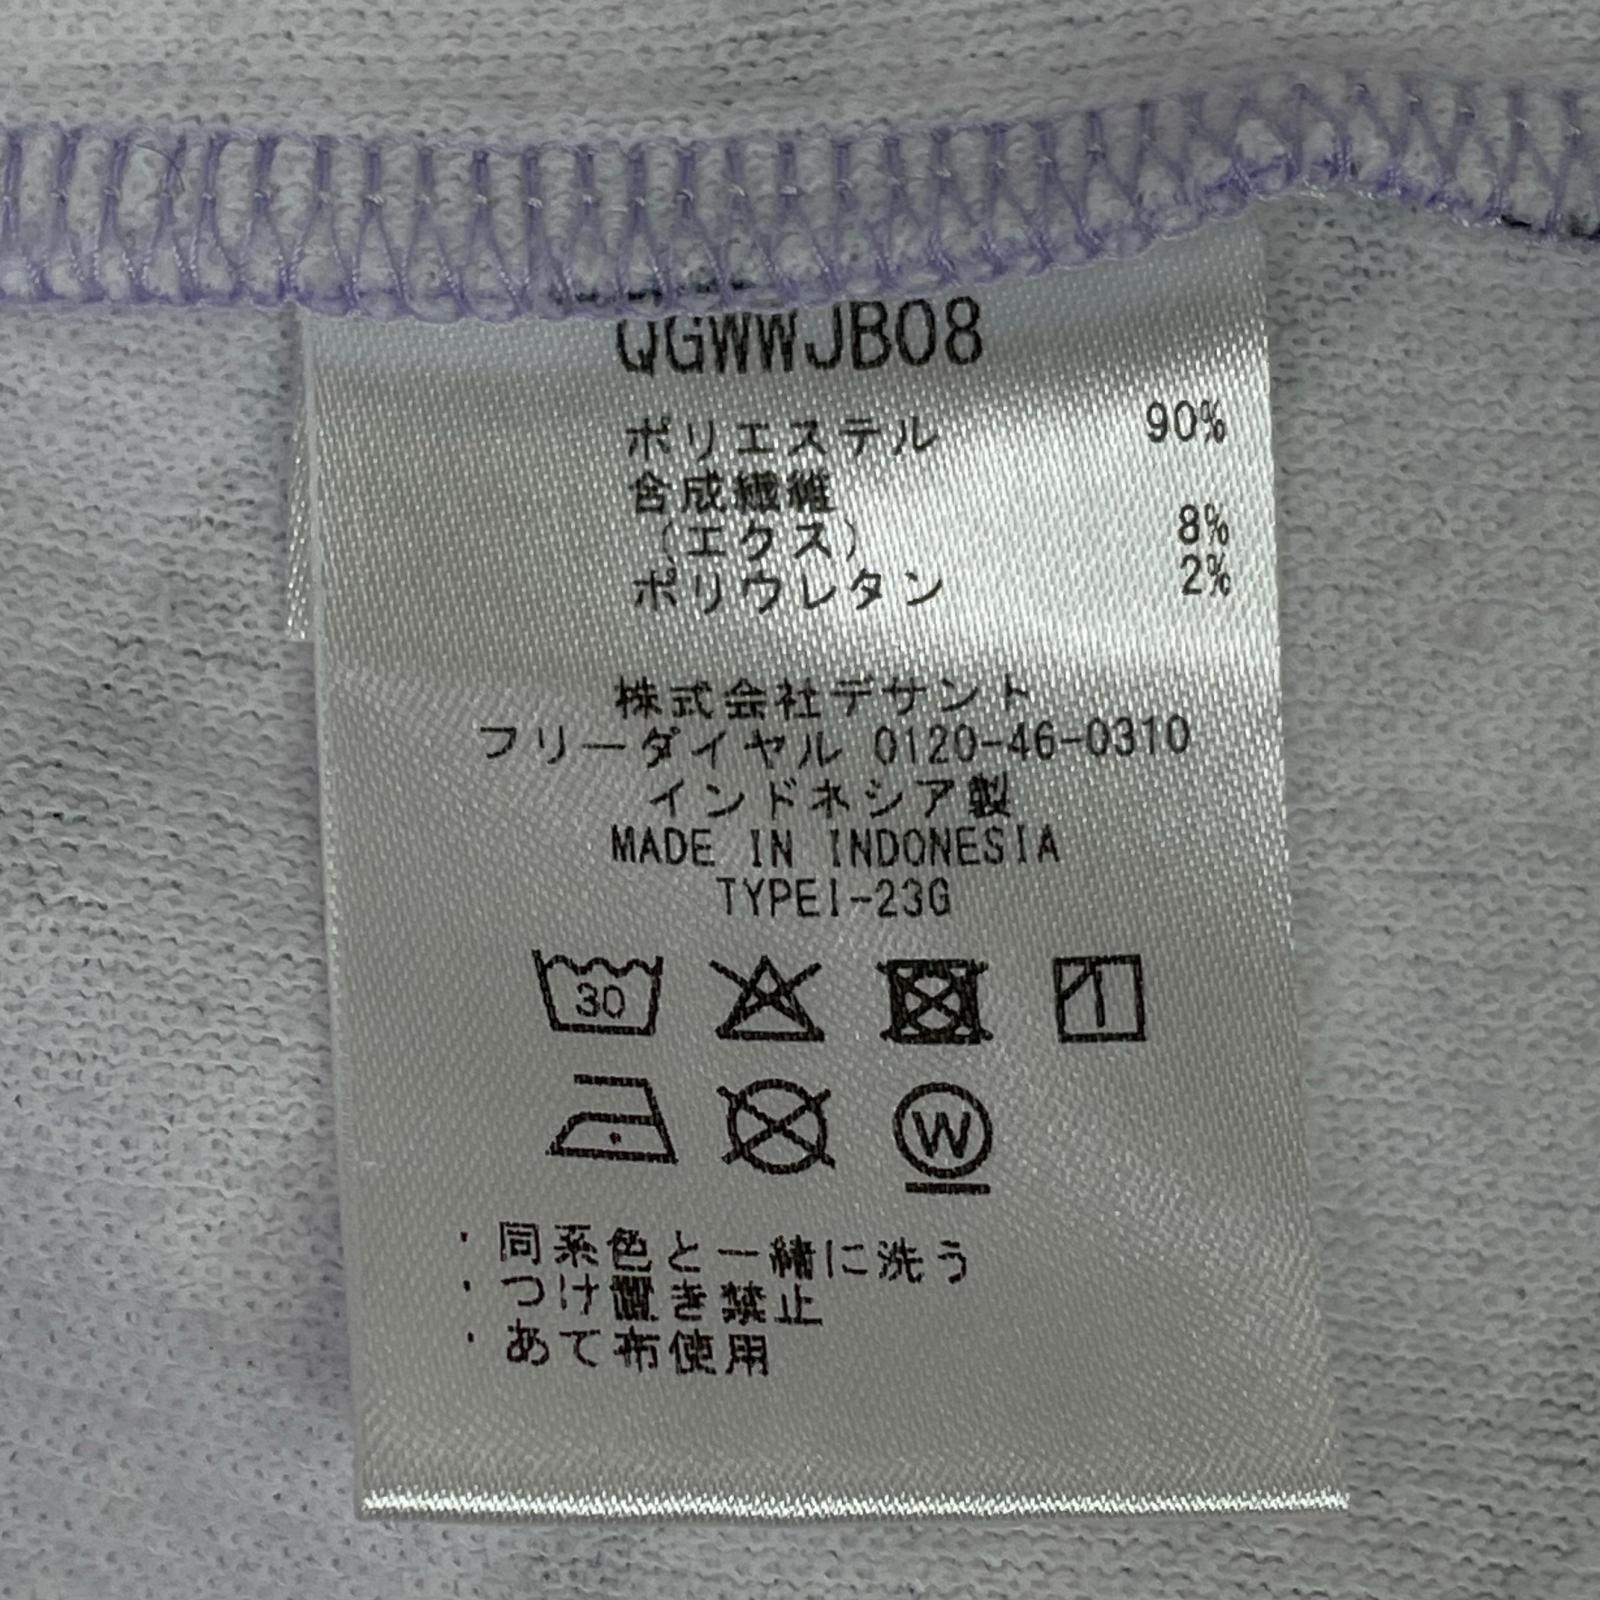 QGWWJB08
ポリエステル 90%
合成繊維
(エクス) 8%
ポリウレタン 2%
株式会社デサント
フリーダイヤル 0120-46-0310
インドネシア製
MADE IN INDONESIA
TYPEI-23G
30
W
・同系色と一緒に洗う
・つけ置き禁止
・あて布使用